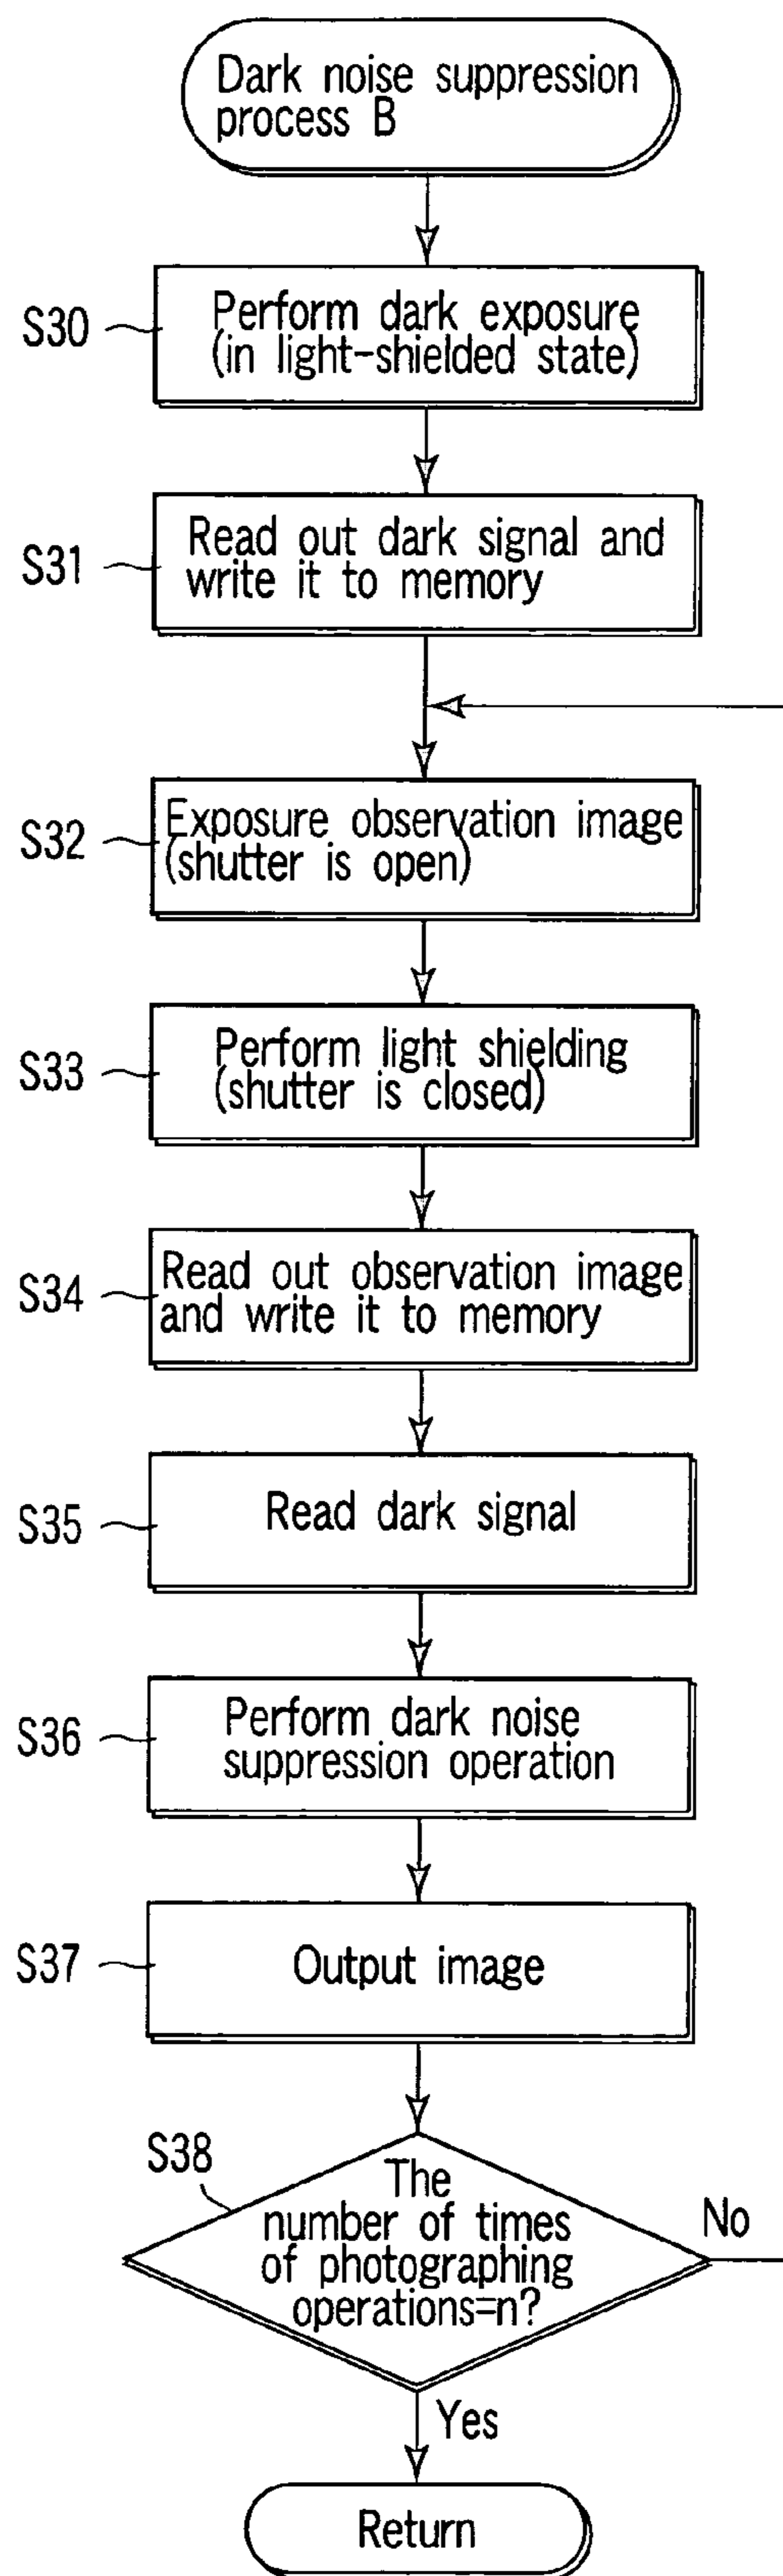 Dark noise suppression
process B
S30
Perform dark exposure
(in light-shielded state)
S31
Read out dark signal and
write it to memory
S32
Exposure observation image
(shutter is open)
S33
Perform light shielding
(shutter is closed)
S34
Read out observation image
and write it to memory
S35
Read dark signal
S36
Perform dark noise
suppression operation
S37
Output image
S38
The
number of times
of photographing
operations=n?
No
Yes
Return